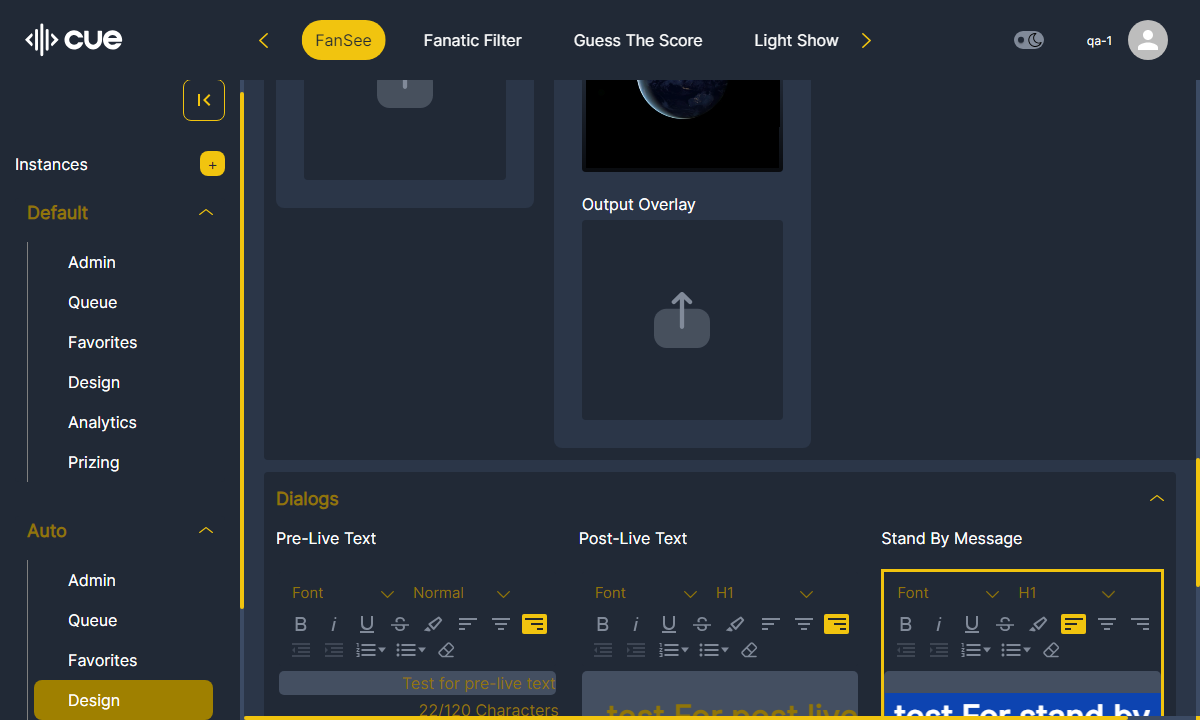 cue
FanSee
Fanatic Filter
Guess The Score
Light Show
qa-1
Instances
+
Default
Admin
Queue
Favorites
Design
Analytics
Prizing
Auto
Admin
Queue
Favorites
Design
Output Overlay
Dialogs
Pre-Live Text
Font
Normal
B i U S
Test for pre-live text
22/120 Characters
Post-Live Text
Font
H1
B i U S
test For post live
Stand By Message
Font
H1
B i U S
test For stand by